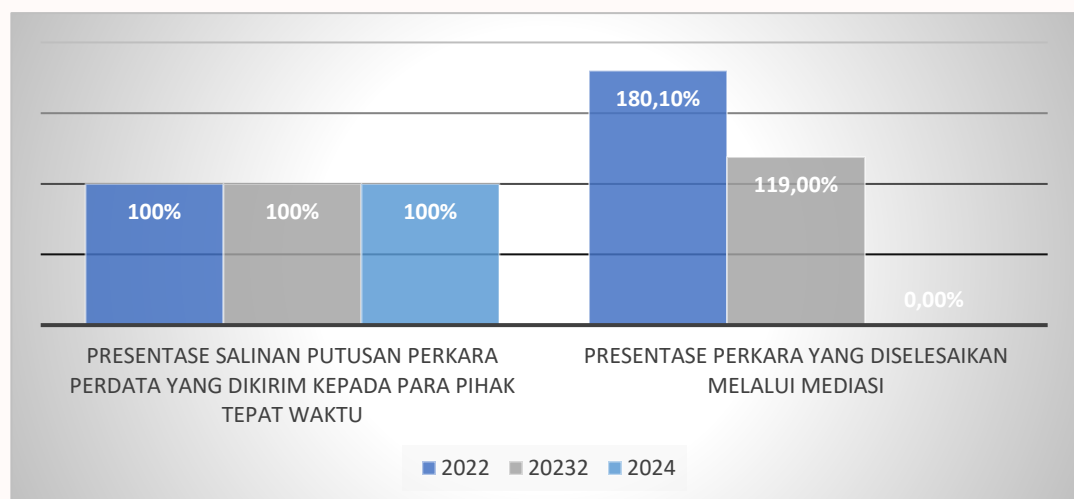 180,10%
119,00%
100%
100%
100%
0,00%
PRESENTASE SALINAN PUTUSAN PERKARA
PERDATA YANG DIKIRIM KEPADA PARA PIHAK
TEPAT WAKTU
PRESENTASE PERKARA YANG DISELESAIKAN
MELALUI MEDIASI
2022
20232
2024